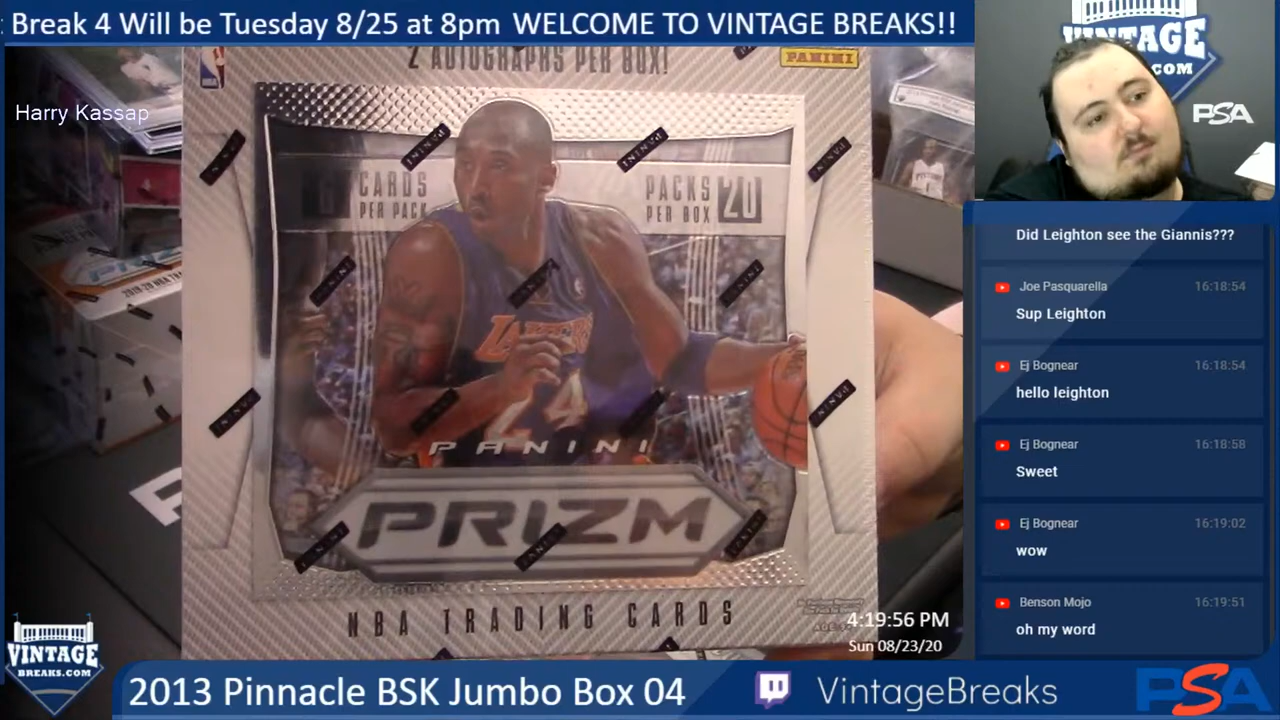 : Break 4 Will be Tuesday 8/25 at 8pm WELCOME TO VINTAGE BREAKS!!
Harry Kassap
2 AUTOGRAPHS PER BOX!
PANINI
CARDS
PER PACK
PACKS
PER BOX
20
LAKERS
24
PANINI
PRIZM
NBA TRADING CARDS
4:19:56 PM
Sun 08/23/20
VINTAGE
.COM
PSA
Did Leighton see the Giannis???
Joe Pasquarella 16:18:54
Sup Leighton
Ej Bognear 16:18:54
hello leighton
Ej Bognear 16:18:58
Sweet
Ej Bognear 16:19:02
wow
Benson Mojo 16:19:51
oh my word
VINTAGE
BREAKS.COM
2013 Pinnacle BSK Jumbo Box 04
VintageBreaks
PSA